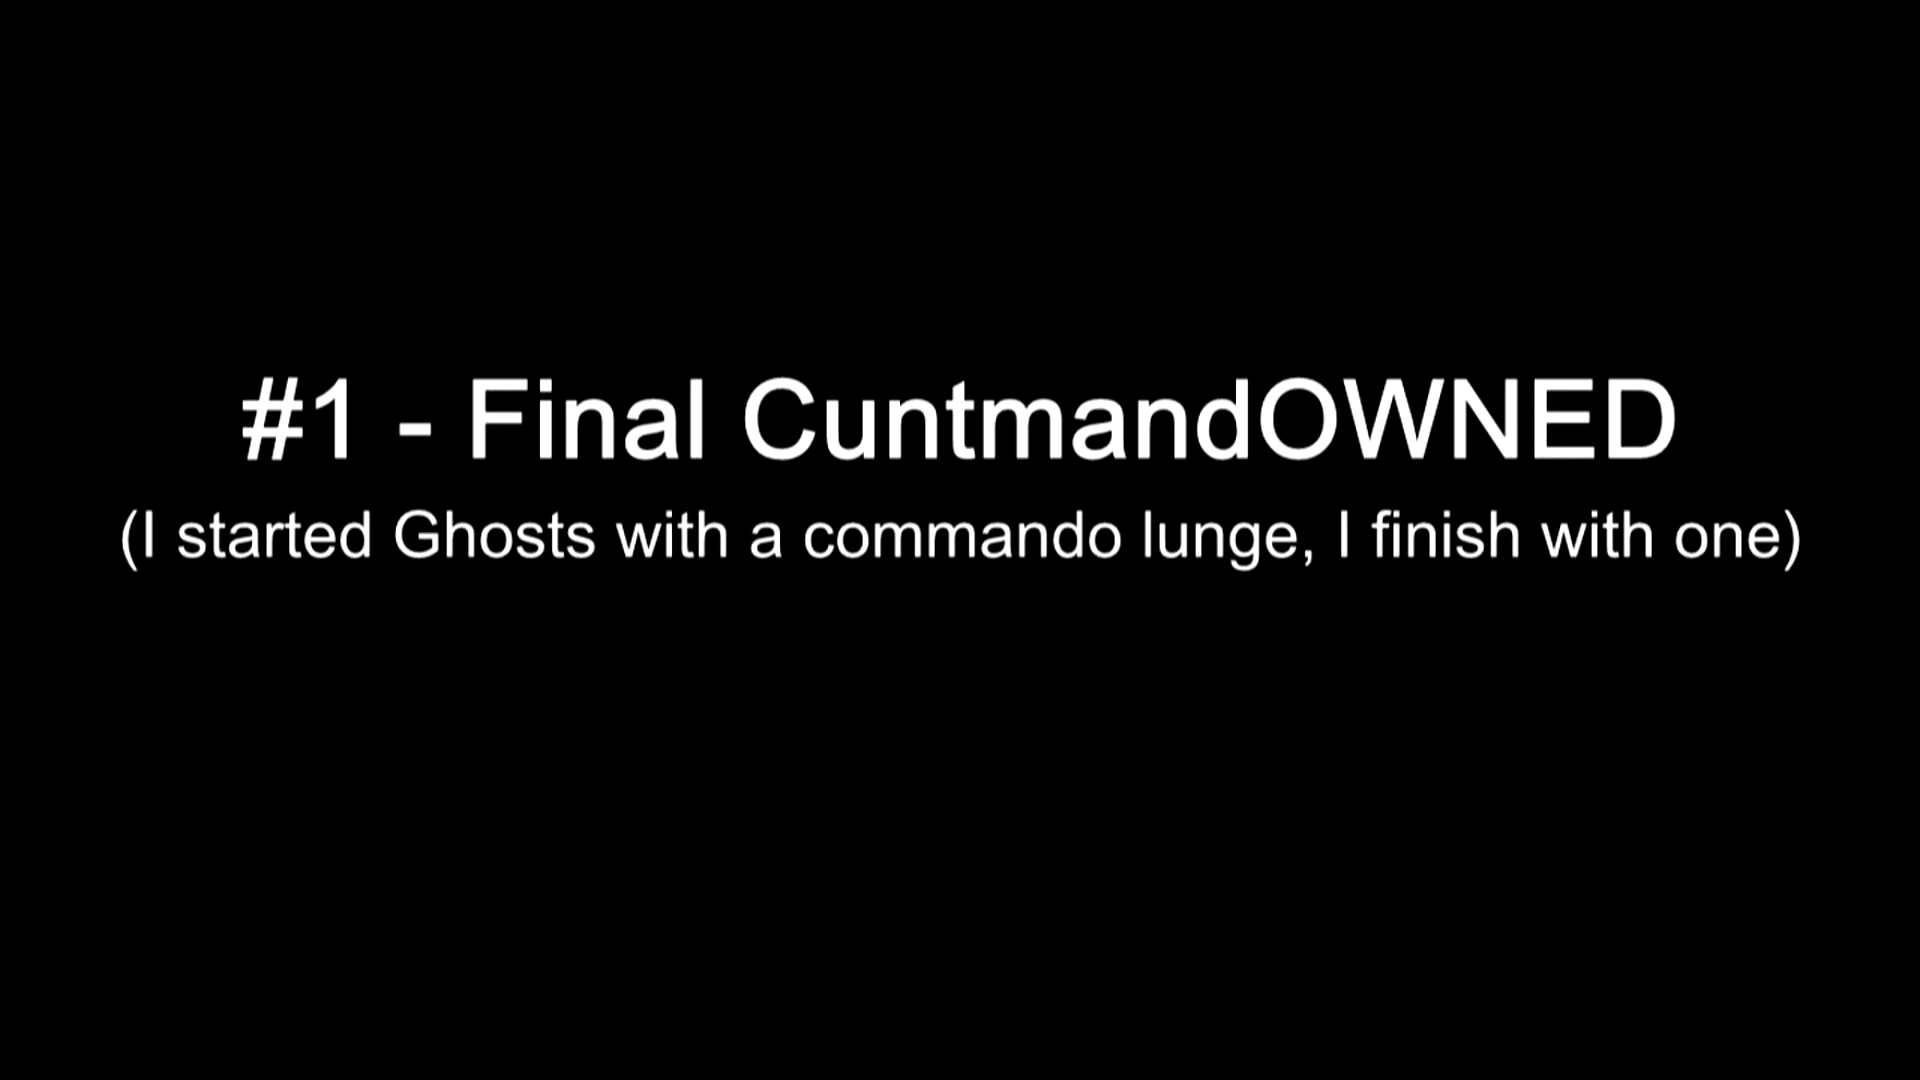 #1 - Final CuntmandOWNED
(I started Ghosts with a commando lunge, I finish with one)